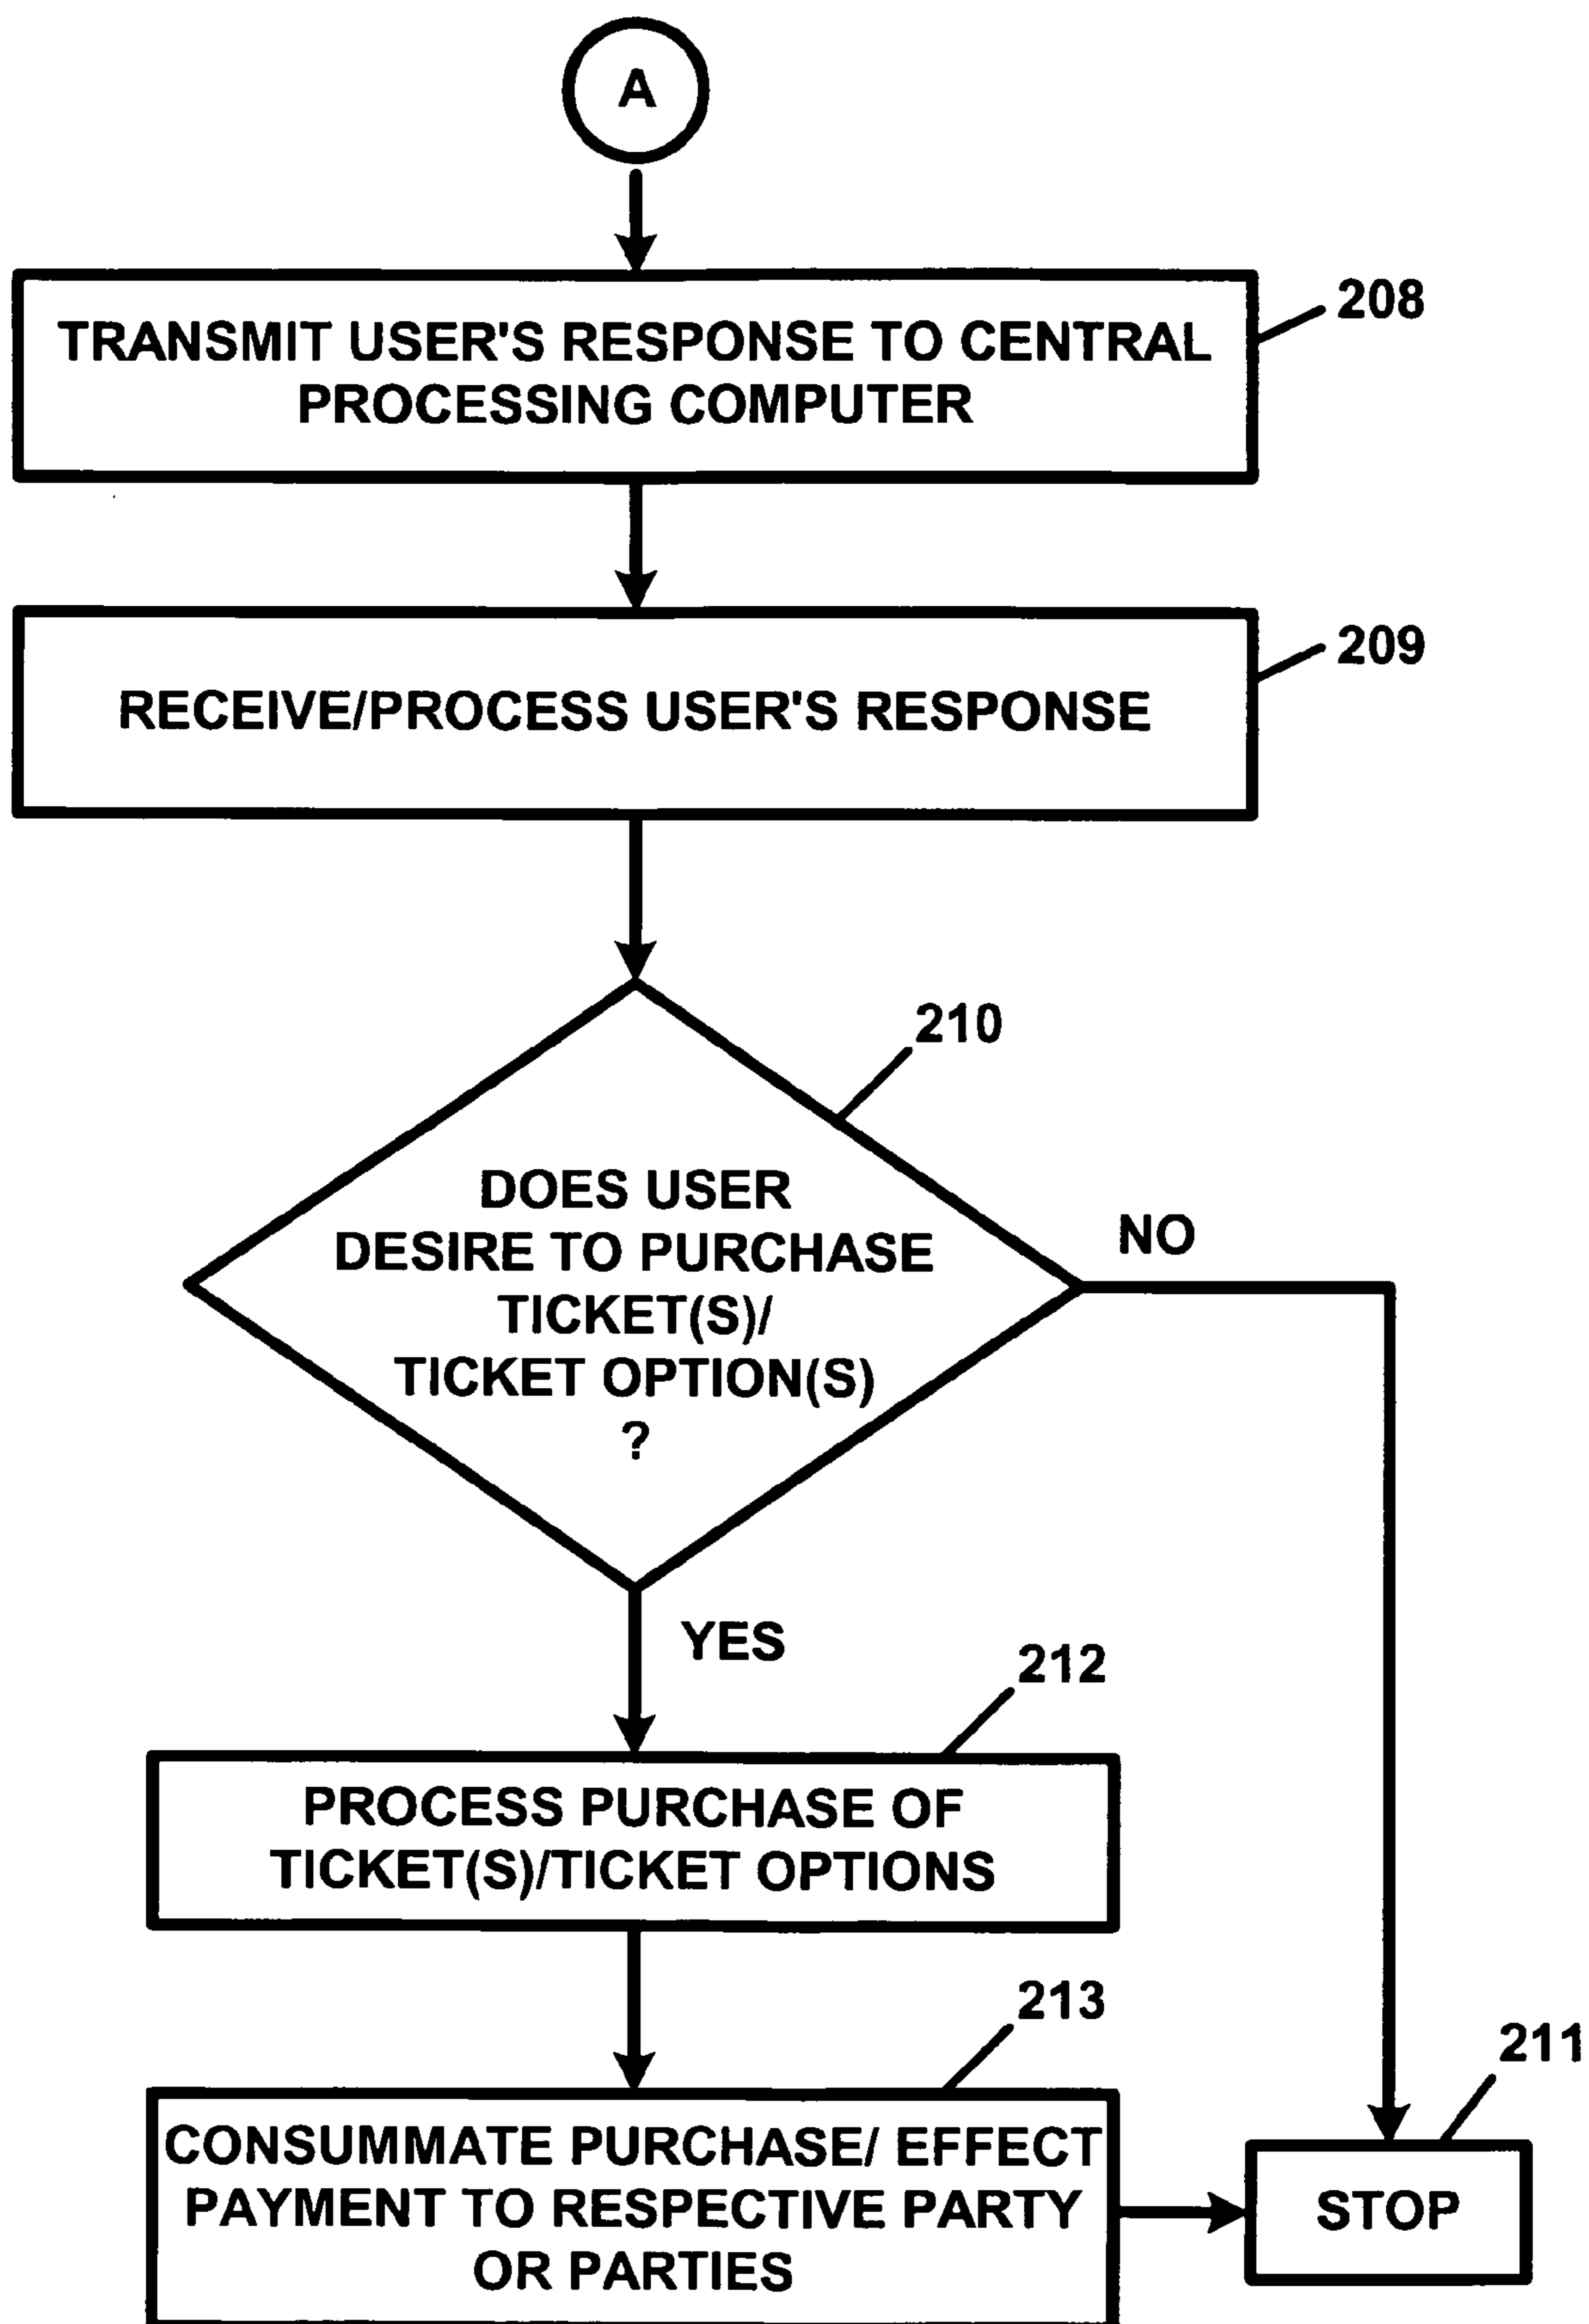 A
208
TRANSMIT USER'S RESPONSE TO CENTRAL
PROCESSING COMPUTER
209
RECEIVE/PROCESS USER'S RESPONSE
210
DOES USER
DESIRE TO PURCHASE
TICKET(S)/
TICKET OPTION(S)
?
NO
YES
212
PROCESS PURCHASE OF
TICKET(S)/TICKET OPTIONS
213
211
CONSUMMATE PURCHASE/ EFFECT
PAYMENT TO RESPECTIVE PARTY
OR PARTIES
STOP